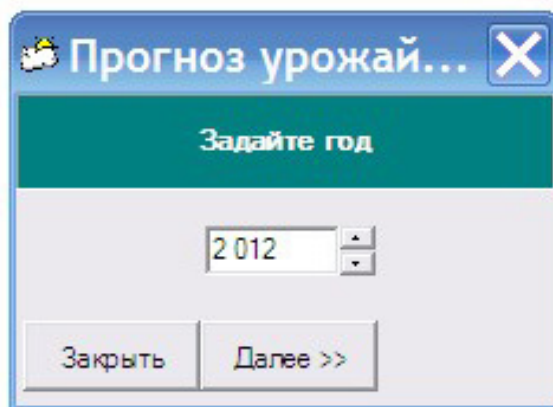 Прогноз урожай...
Задайте год
2 012
Закрыть
Далее >>